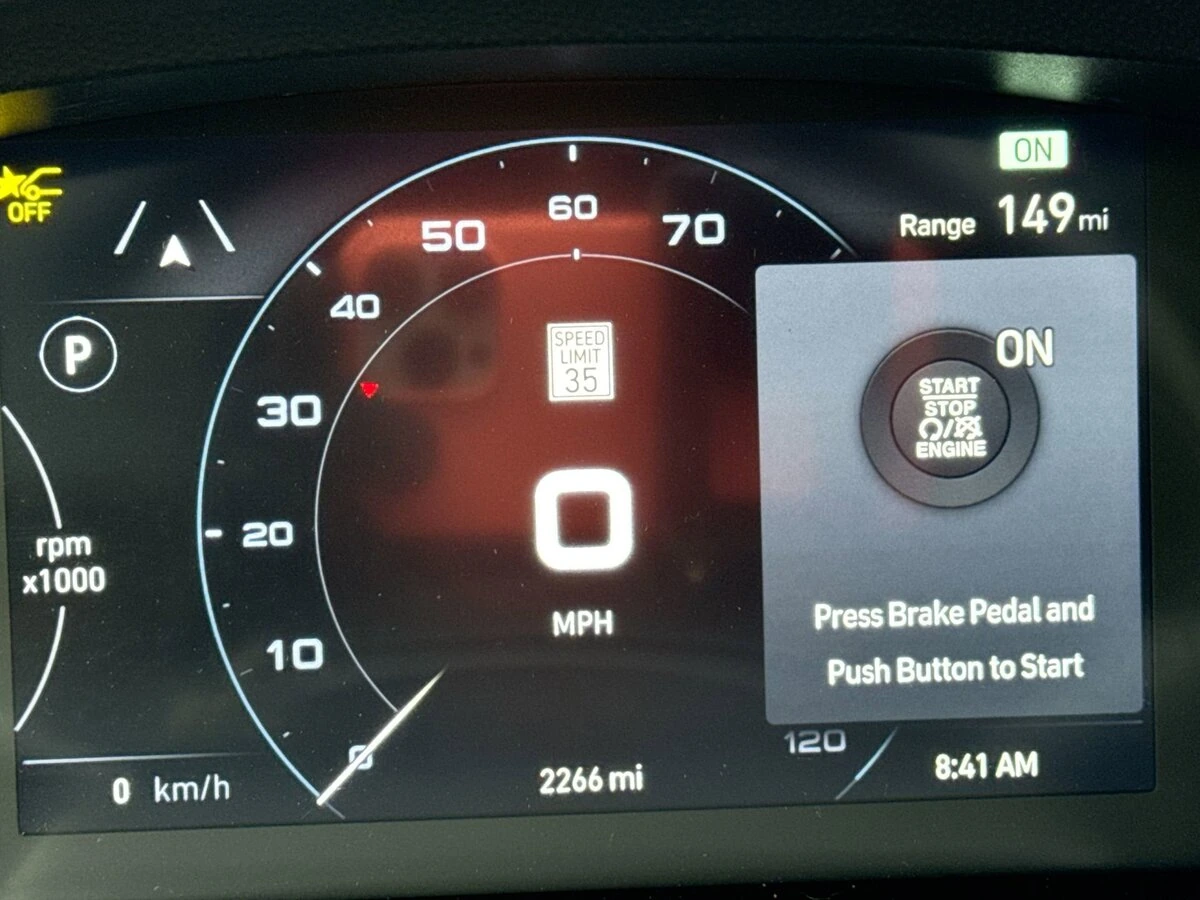 ON
Range 149 mi
OFF
60
50
70
40
SPEED
LIMIT
35
ON
START
STOP
ENGINE
P
30
0
20
rpm
x1000
MPH
Press Brake Pedal and
Push Button to Start
10
0
120
0 km/h
2266 mi
8:41 AM